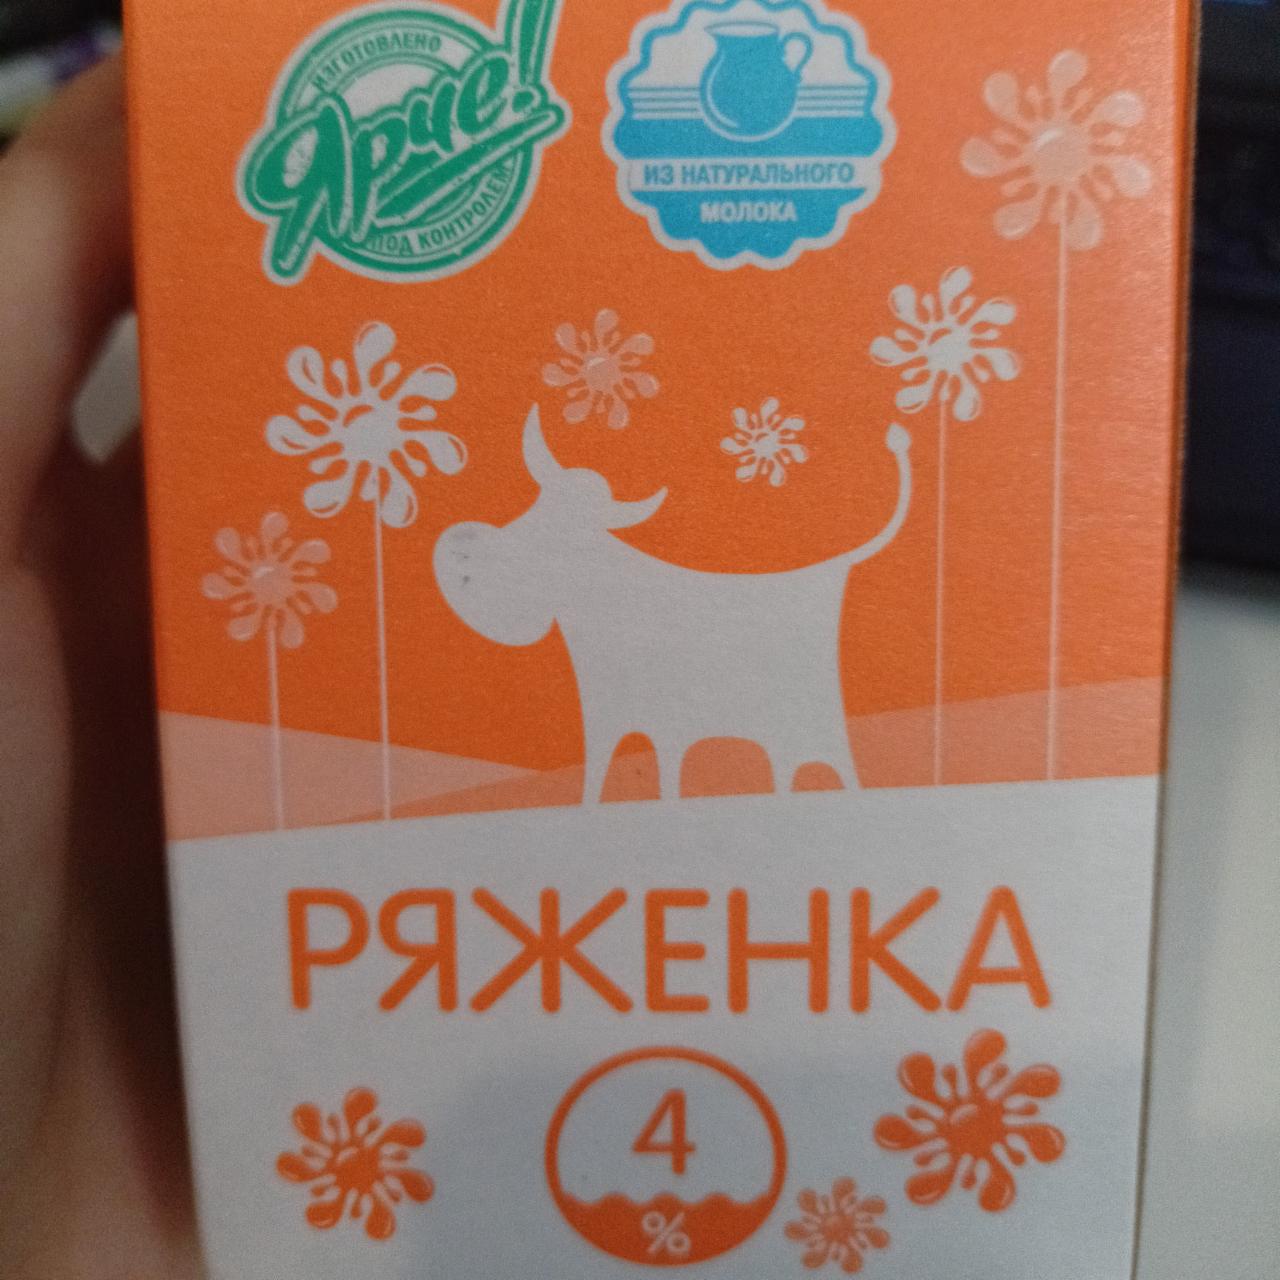 ИЗГОТОВЛЕНО
Ярче!
ПОД КОНТРОЛЕМ
ИЗ НАТУРАЛЬНОГО
МОЛОКА
РЯЖЕНКА
4
%